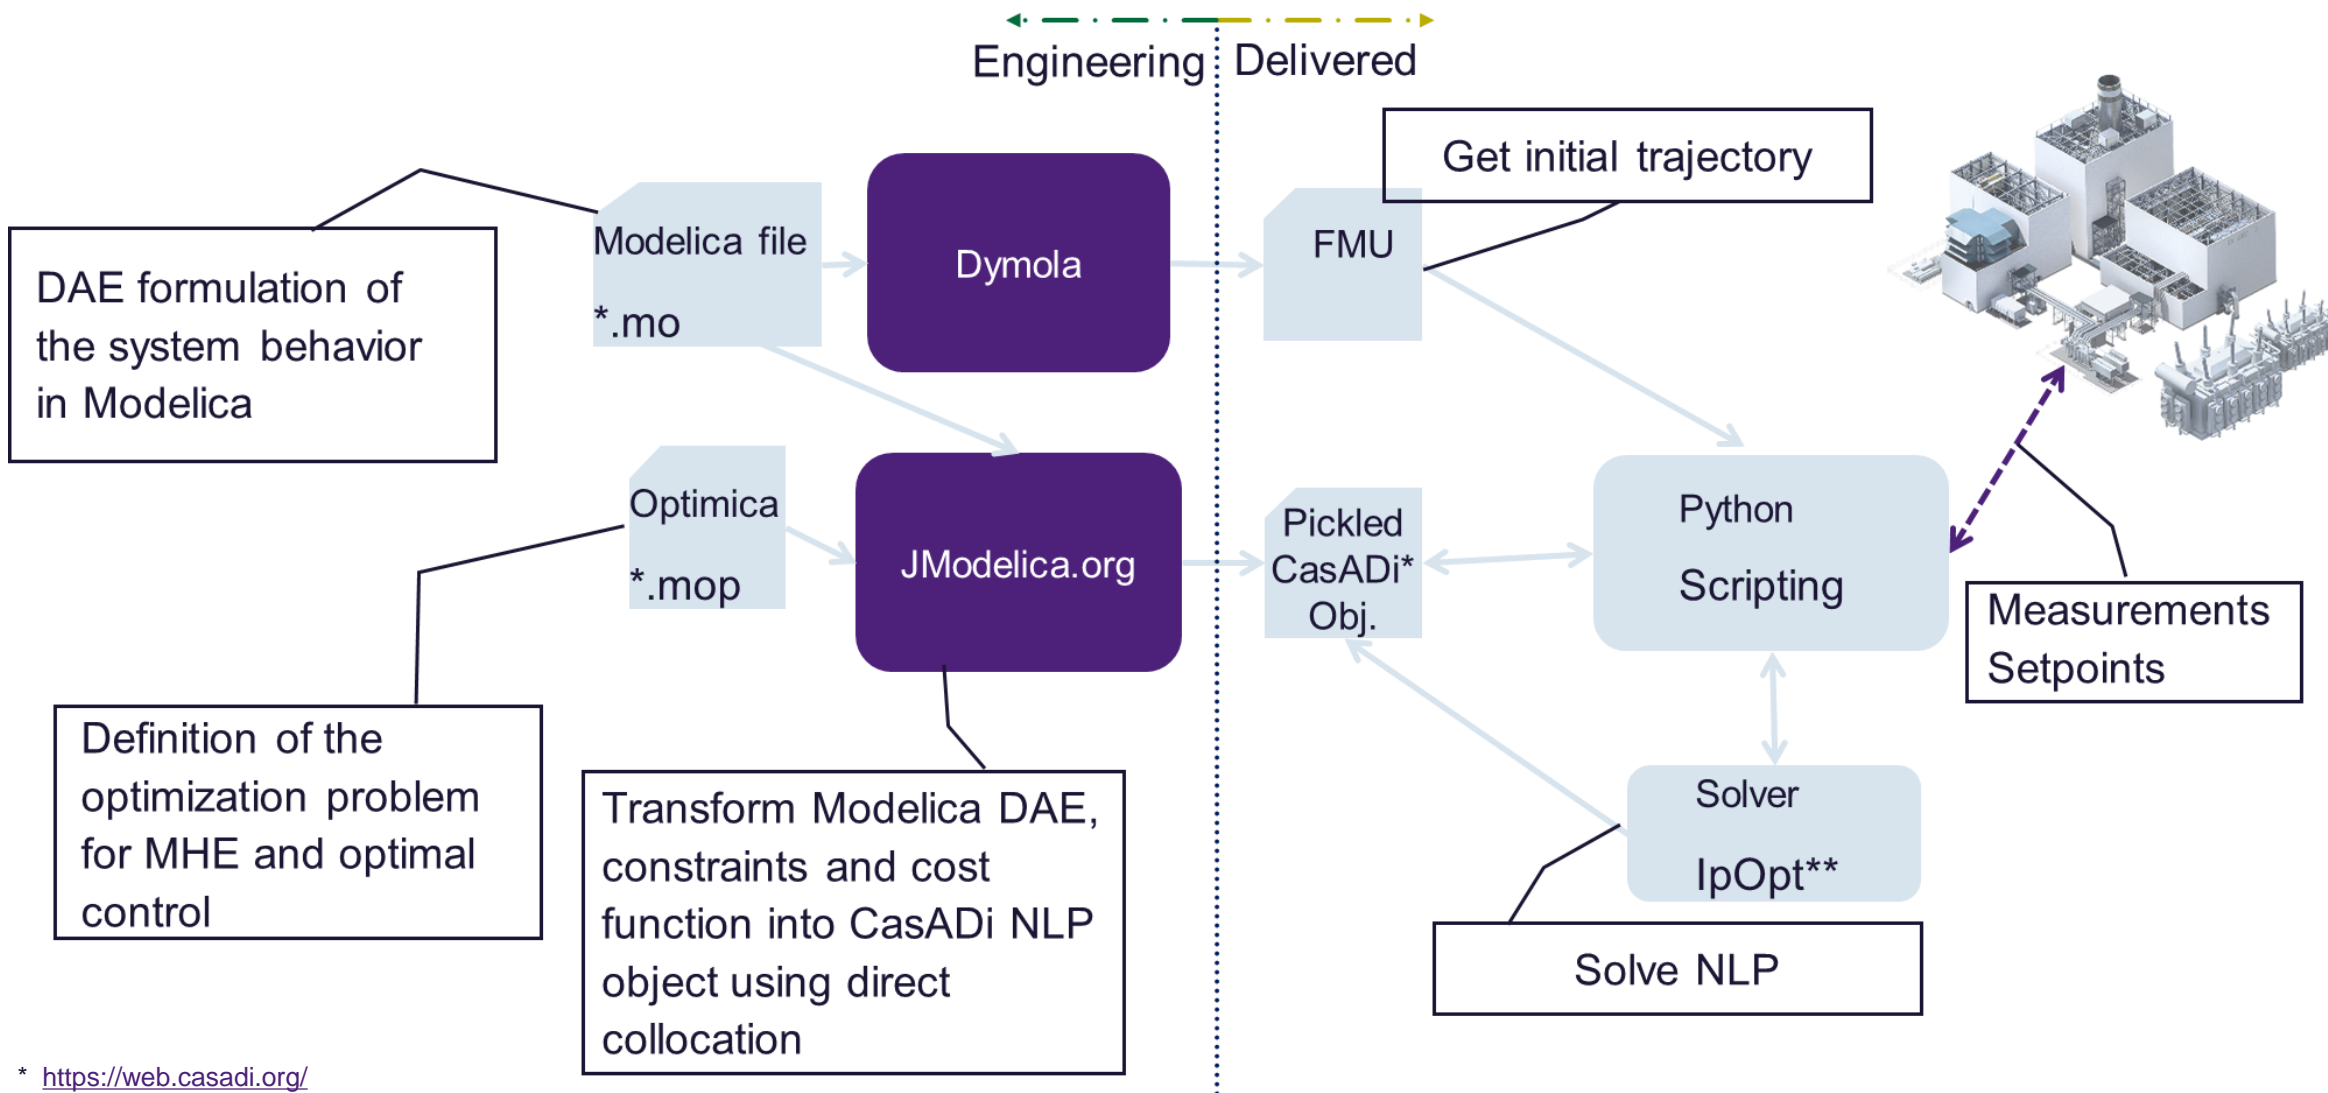 Engineering
Delivered
Get initial trajectory
Modelica file
*.mo
Dymola
FMU
DAE formulation of
the system behavior
in Modelica
Optimica
*.mop
JModelica.org
Pickled
CasADi*
Obj.
Python
Scripting
Measurements
Setpoints
Definition of the
optimization problem
for MHE and optimal
control
Transform Modelica DAE,
constraints and cost
function into CasADi NLP
object using direct
collocation
Solver
IpOpt**
Solve NLP
* https://web.casadi.org/